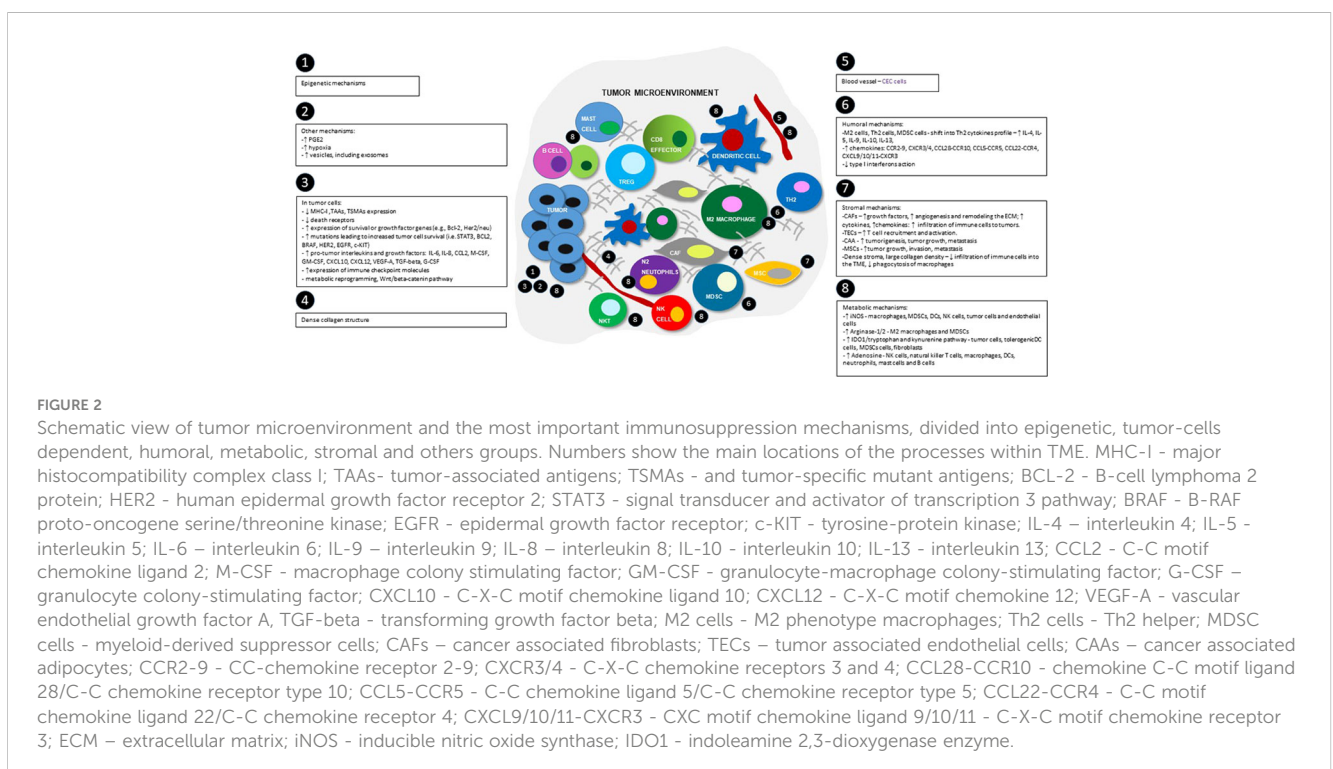 1
Epigenetic mechanisms
2
Other mechanisms:
-↑ PGE2
-↑ hypoxia
-↑ vesicles, including exosomes
3
In tumor cells:
- ↓ MHC-I ,TAAs, TSMAs expression
- ↓ death receptors
- ↑ expression of survival or growth factor genes (e.g., Bcl-2, Her2/neu)
- ↑ mutations leading to increased tumor cell survival (i.e. STAT3, BCL2,
BRAF, HER2, EGFR, c-KIT)
- ↑ pro-tumor interleukins and growth factors: IL-6, IL-8, CCL2, M-CSF,
GM-CSF, CXCL10, CXCL12, VEGF-A, TGF-beta, G-CSF
- ↑expression of immune checkpoint molecules
- metabolic reprogramming, Wnt/beta-catenin pathway
4
Dense collagen structure
TUMOR MICROENVIRONMENT
MAST
CELL
8
B CELL
CD8
EFFECTOR
TREG
8
DENDRITIC CELL
5
8
TUMOR
TH2
M2 MACROPHAGE
8
6
4
CAF
7
7
N2
NEUTOPHILS
8
MSC
1
3
2
8
MDSC
6
NKT
8
NK
CELL
8
5
Blood vessel – CEC cells
6
Humoral mechanisms:
-M2 cells, Th2 cells, MDSC cells - shift into Th2 cytokines profile – ↑ IL-4, IL-
5, IL-9, IL-10, IL-13,
-↑ chemokines: CCR2-9, CXCR3/4, CCL28-CCR10, CCL5-CCR5, CCL22-CCR4,
CXCL9/10/11-CXCR3
-↓ type I interferons action
7
Stromal mechanisms:
-CAFs – ↑growth factors, ↑ angiogenesis and remodeling the ECM; ↑
cytokines, ↑chemokines: ↑ infiltration of immune cells to tumors.
-TECs – ↑ T cell recruitment and activation.
-CAA - ↑ tumorigenis, tumor growth, metastasis
-MSCs - ↑tumor growth, invasion, metastasis
-Dense stroma, large collagen density – ↓ infiltration of immune cells into
the TME, ↓ phagocytosis of macrophages
8
Metabolic mechanisms:
-↑ iNOS - macrophages, MDSCs, DCs, NK cells, tumor cells and endothelial
cells
-↑ Arginase-1/2 - M2 macrophages and MDSCs
-↑ IDO1/tryptophan and kynurenine pathway - tumor cells, tolerogenicDC
cells, MDSCs cells, fibroblasts
- ↑ Adenosine - NK cells, natural killer T cells, macrophages, DCs,
neutrophils, mast cells and B cells
FIGURE 2
Schematic view of tumor microenvironment and the most important immunosuppression mechanisms, divided into epigenetic, tumor-cells
dependent, humoral, metabolic, stromal and others groups. Numbers show the main locations of the processes within TME. MHC-I - major
histocompatibility complex class I; TAAs- tumor-associated antigens; TSMAs - and tumor-specific mutant antigens; BCL-2 - B-cell lymphoma 2
protein; HER2 - human epidermal growth factor receptor 2; STAT3 - signal transducer and activator of transcription 3 pathway; BRAF - B-RAF
proto-oncogene serine/threonine kinase; EGFR - epidermal growth factor receptor; c-KIT - tyrosine-protein kinase; IL-4 – interleukin 4; IL-5 -
interleukin 5; IL-6 – interleukin 6; IL-9 – interleukin 9; IL-8 – interleukin 8; IL-10 - interleukin 10; IL-13 - interleukin 13; CCL2 - C-C motif
chemokine ligand 2; M-CSF - macrophage colony stimulating factor; GM-CSF - granulocyte-macrophage colony-stimulating factor; G-CSF –
granulocyte colony-stimulating factor; CXCL10 - C-X-C motif chemokine ligand 10; CXCL12 - C-X-C motif chemokine 12; VEGF-A - vascular
endothelial growth factor A, TGF-beta - transforming growth factor beta; M2 cells - M2 phenotype macrophages; Th2 cells - Th2 helper; MDSC
cells - myeloid-derived suppressor cells; CAFs – cancer associated fibroblasts; TECs – tumor associated endothelial cells; CAAs – cancer associated
adipocytes; CCR2-9 - CC-chemokine receptor 2-9; CXCR3/4 - C-X-C chemokine receptors 3 and 4; CCL28-CCR10 - chemokine C-C motif ligand
28/C-C chemokine receptor type 10; CCL5-CCR5 - C-C chemokine ligand 5/C-C chemokine receptor type 5; CCL22-CCR4 - C-C motif
chemokine ligand 22/C-C chemokine receptor 4; CXCL9/10/11-CXCR3 - CXC motif chemokine ligand 9/10/11 - C-X-C motif chemokine receptor
3; ECM – extracellular matrix; iNOS - inducible nitric oxide synthase; IDO1 - indoleamine 2,3-dioxygenase enzyme.